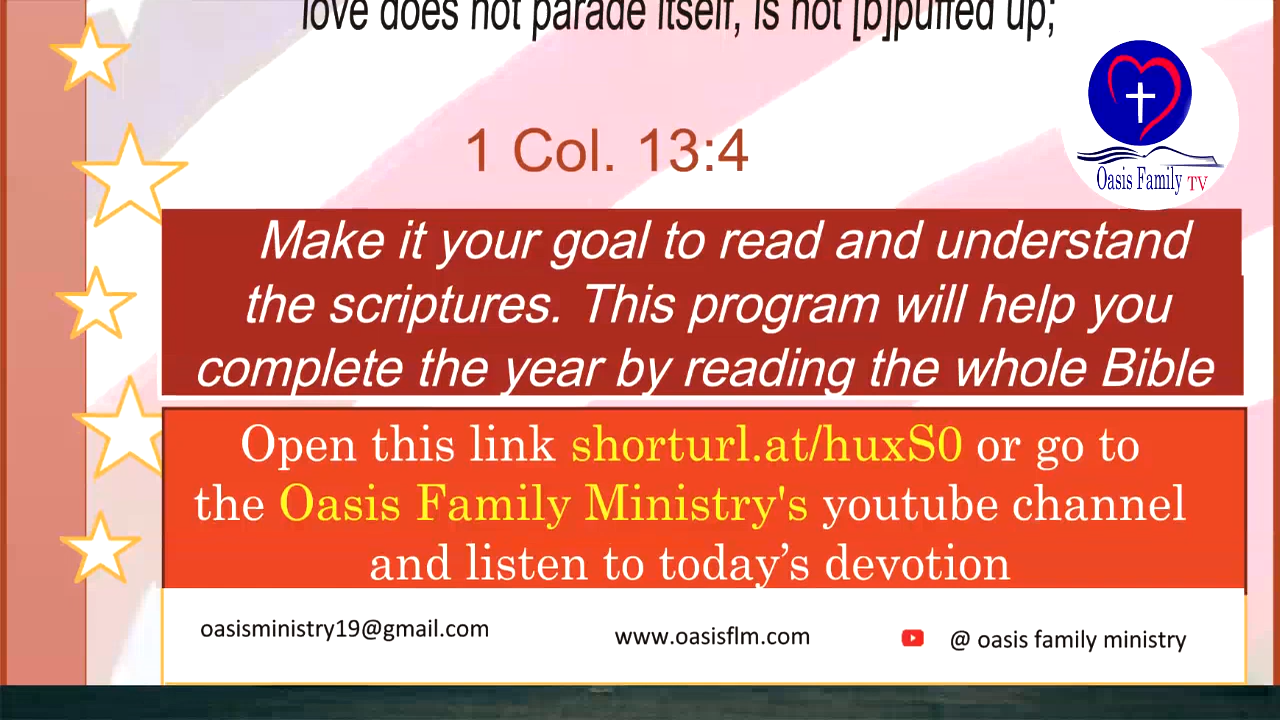 love does not parade itself, is not [b]puffed up;
Oasis Family TV
1 Col. 13:4
Make it your goal to read and understand
the scriptures. This program will help you
complete the year by reading the whole Bible
Open this link shorturl.at/huxS0 or go to
the Oasis Family Ministry's youtube channel
and listen to today’s devotion
oasisministry19@gmail.com
www.oasisflm.com
@ oasis family ministry